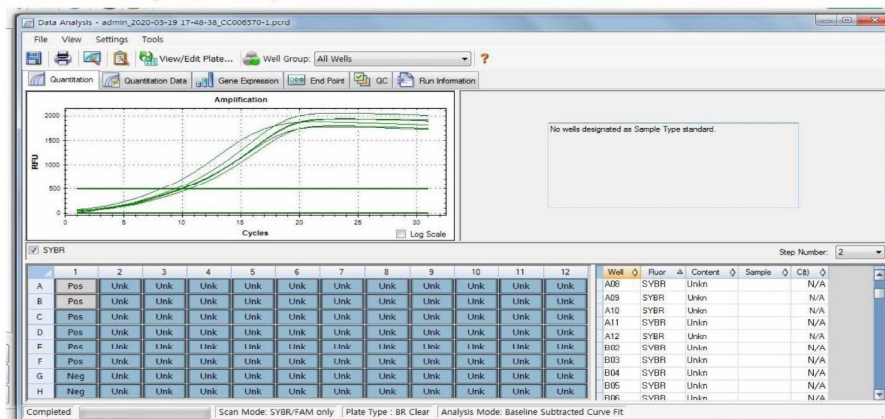 Data Analysis - admin_2020-03-19 17-48-38_CC006570-1.pcrd
File View Settings Tools
View/Edit Plate... Well Group: All Wells ?
Quantitation Quantitation Data Gene Expression End Point QC Run Information
Amplification
2000
1500
1000
500
0
RFU
0 5 10 15 20 25 30
Cycles
Log Scale
No wells designated as Sample Type standard.
SYBR
Step Number: 2
1 2 3 4 5 6 7 8 9 10 11 12
A Pos Unk Unk Unk Unk Unk Unk Unk Unk Unk Unk Unk
B Pos Unk Unk Unk Unk Unk Unk Unk Unk Unk Unk Unk
C Pos Unk Unk Unk Unk Unk Unk Unk Unk Unk Unk Unk
D Pos Unk Unk Unk Unk Unk Unk Unk Unk Unk Unk Unk
E Pos Unk Unk Unk Unk Unk Unk Unk Unk Unk Unk Unk
F Pos Unk Unk Unk Unk Unk Unk Unk Unk Unk Unk Unk
G Neg Unk Unk Unk Unk Unk Unk Unk Unk Unk Unk Unk
H Neg Unk Unk Unk Unk Unk Unk Unk Unk Unk Unk Unk
Well Fluor Content Sample C(t)
A08 SYBR Unkn N/A
A09 SYBR Unkn N/A
A10 SYBR Unkn N/A
A11 SYBR Unkn N/A
A12 SYBR Unkn N/A
B02 SYBR Unkn N/A
B03 SYBR Unkn N/A
B04 SYBR Unkn N/A
B05 SYBR Unkn N/A
B06 SYBR Unkn N/A
Completed Scan Mode: SYBR/FAM only Plate Type : BR Clear Analysis Mode: Baseline Subtracted Curve Fit